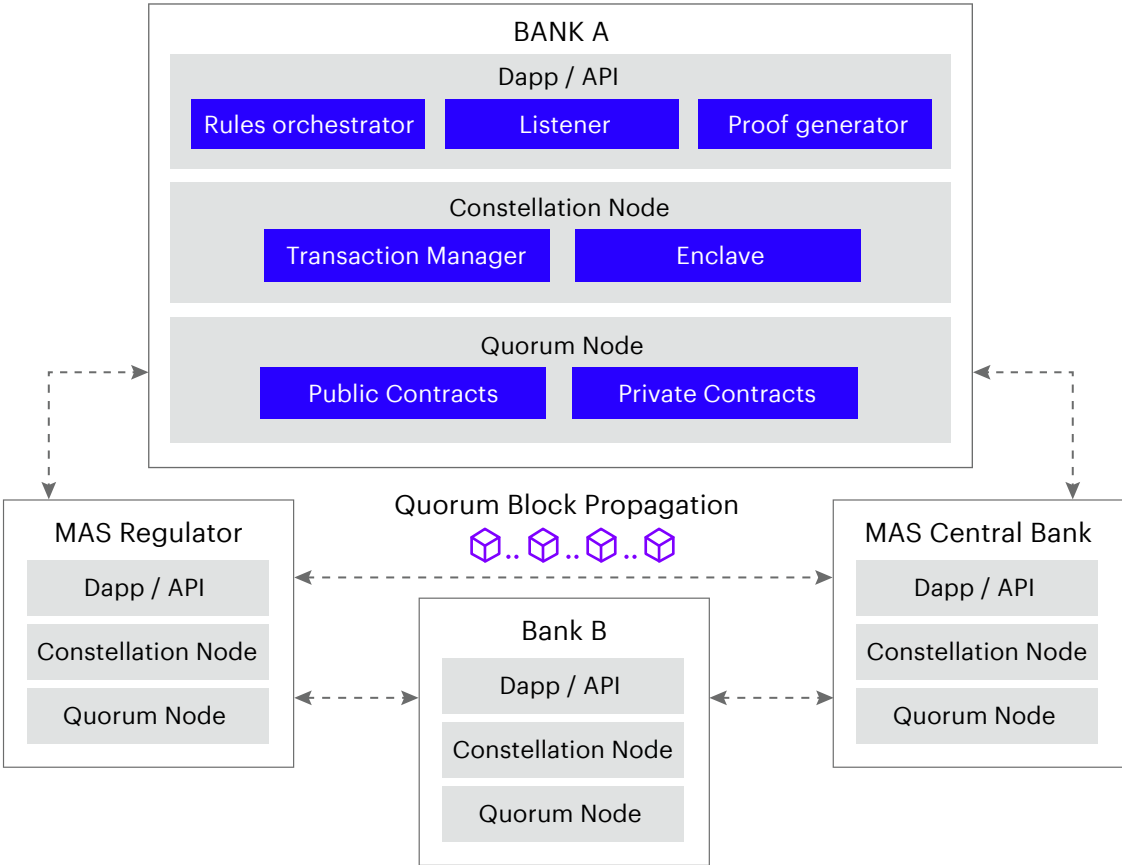 BANK A
Dapp / API
Rules orchestrator
Listener
Proof generator
Constellation Node
Transaction Manager
Enclave
Quorum Node
Public Contracts
Private Contracts
Quorum Block Propagation
MAS Regulator
Dapp / API
Constellation Node
Quorum Node
Bank B
Dapp / API
Constellation Node
Quorum Node
MAS Central Bank
Dapp / API
Constellation Node
Quorum Node